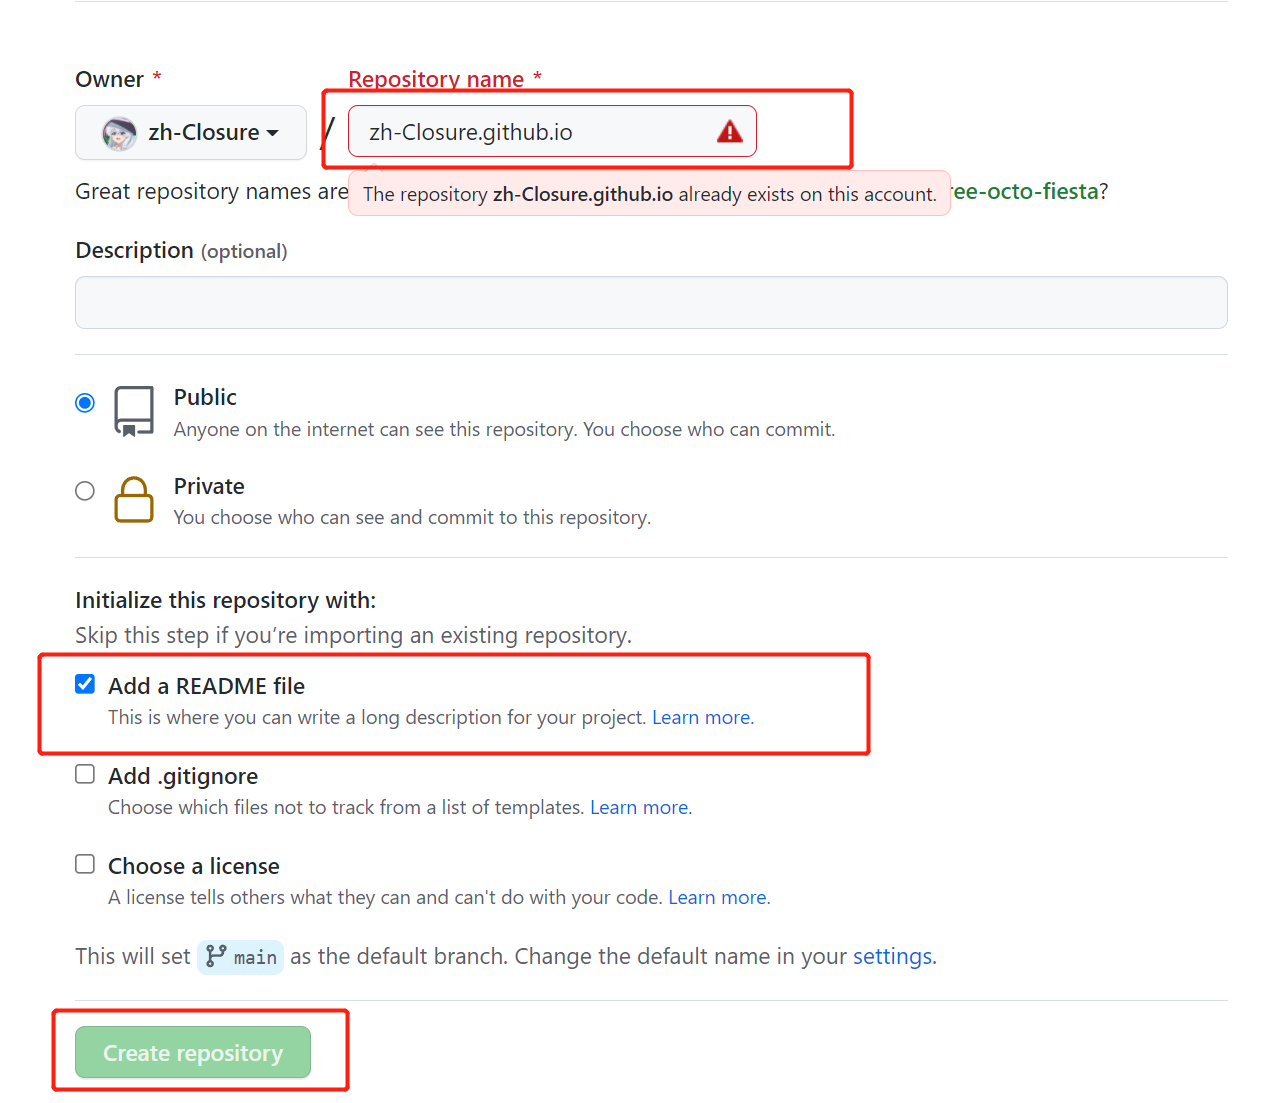 Owner * Repository name *
zh-Closure / zh-Closure.github.io
Great repository names are ree-octo-fiesta?
The repository zh-Closure.github.io already exists on this account.
Description (optional)
Public
Anyone on the internet can see this repository. You choose who can commit.
Private
You choose who can see and commit to this repository.
Initialize this repository with:
Skip this step if you’re importing an existing repository.
Add a README file
This is where you can write a long description for your project. Learn more.
Add .gitignore
Choose which files not to track from a list of templates. Learn more.
Choose a license
A license tells others what they can and can't do with your code. Learn more.
This will set main as the default branch. Change the default name in your settings.
Create repository